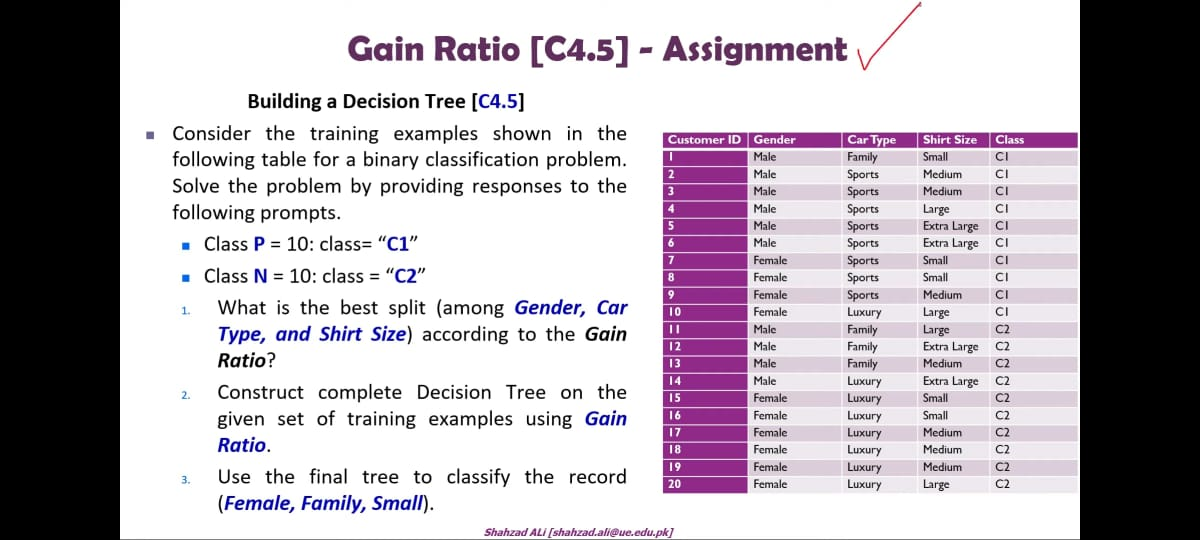 Gain Ratio [C4.5] - Assignment
Building a Decision Tree [C4.5]
▪ Consider the training examples shown in the
following table for a binary classification problem.
Solve the problem by providing responses to the
following prompts.
▪ Class P = 10: class= “C1”
▪ Class N = 10: class = “C2”
1. What is the best split (among Gender, Car
Type, and Shirt Size) according to the Gain
Ratio?
2. Construct complete Decision Tree on the
given set of training examples using Gain
Ratio.
3. Use the final tree to classify the record
(Female, Family, Small).
Customer ID Gender Car Type Shirt Size Class
1 Male Family Small C1
2 Male Sports Medium C1
3 Male Sports Medium C1
4 Male Sports Large C1
5 Male Sports Extra Large C1
6 Male Sports Extra Large C1
7 Female Sports Small C1
8 Female Sports Small C1
9 Female Sports Medium C1
10 Female Luxury Large C1
11 Male Family Large C2
12 Male Family Extra Large C2
13 Male Family Medium C2
14 Male Luxury Extra Large C2
15 Female Luxury Small C2
16 Female Luxury Small C2
17 Female Luxury Medium C2
18 Female Luxury Medium C2
19 Female Luxury Medium C2
20 Female Luxury Large C2
Shahzad ALi [shahzad.ali@ue.edu.pk]